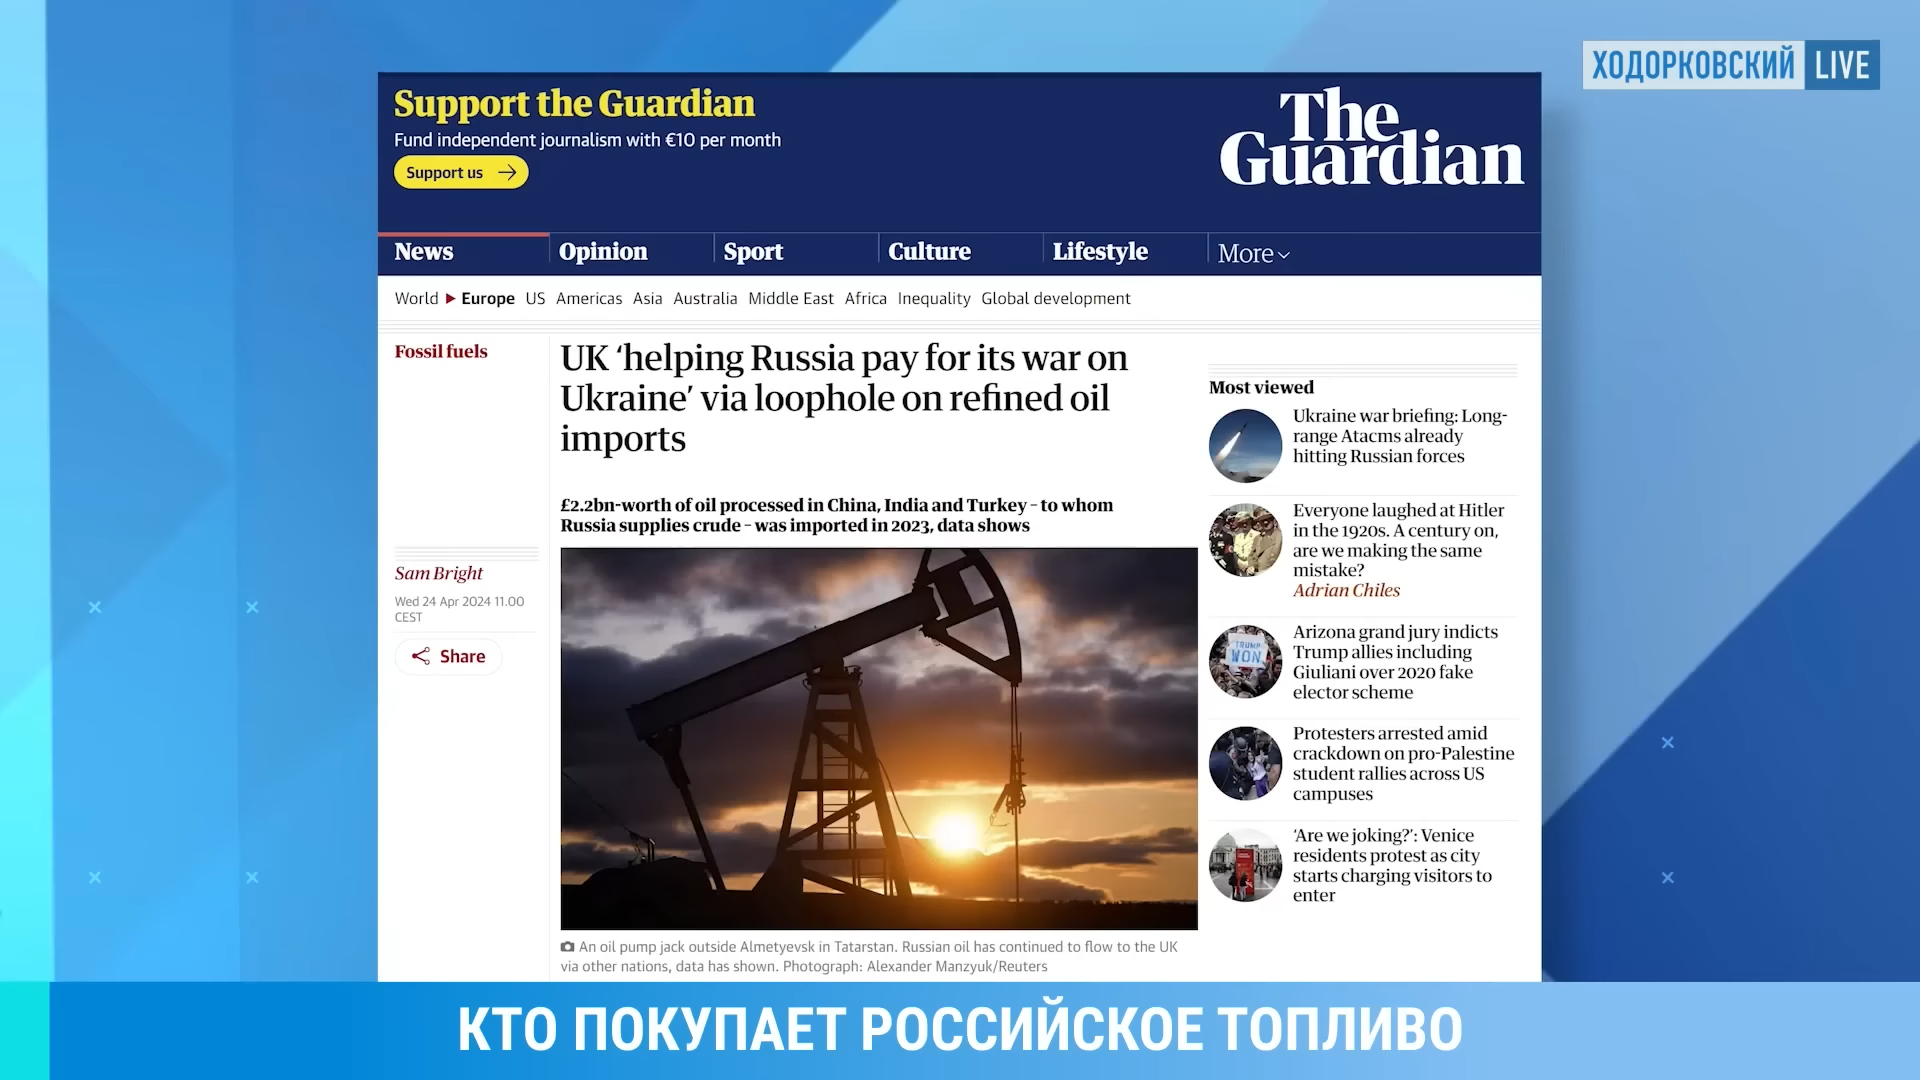 ХОДОРКОВСКИЙ LIVE
Support the Guardian
Fund independent journalism with €10 per month
Support us
The
Guardian
News Opinion Sport Culture Lifestyle More
World Europe US Americas Asia Australia Middle East Africa Inequality Global development
Fossil fuels
UK ‘helping Russia pay for its war on
Ukraine’ via loophole on refined oil
imports
£2.2bn-worth of oil processed in China, India and Turkey – to whom
Russia supplies crude – was imported in 2023, data shows
Sam Bright
Wed 24 Apr 2024 11.00
CEST
Share
An oil pump jack outside Almetyevsk in Tatarstan. Russian oil has continued to flow to the UK
via other nations, data has shown. Photograph: Alexander Manzyuk/Reuters
Most viewed
Ukraine war briefing: Long-
range Atacms already
hitting Russian forces
Everyone laughed at Hitler
in the 1920s. A century on,
are we making the same
mistake?
Adrian Chiles
TRUMP
WON
Arizona grand jury indicts
Trump allies including
Giuliani over 2020 fake
elector scheme
Protesters arrested amid
crackdown on pro-Palestine
student rallies across US
campuses
‘Are we joking?’: Venice
residents protest as city
starts charging visitors to
enter
КТО ПОКУПАЕТ РОССИЙСКОЕ ТОПЛИВО